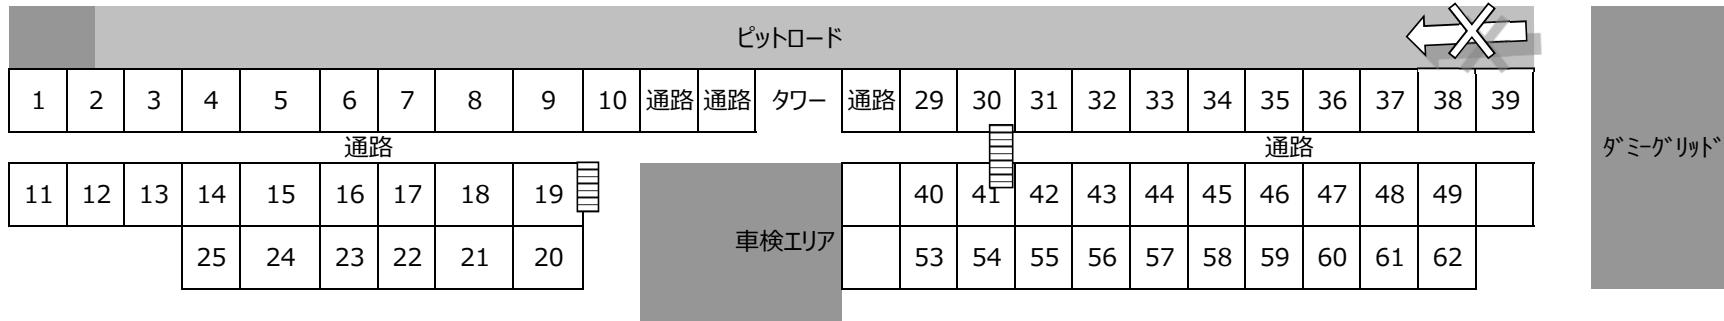 ピットロード
1 2 3 4 5 6 7 8 9 10 通路 通路 タワー 通路 29 30 31 32 33 34 35 36 37 38 39
通路 通路 ﾀﾞﾐｰｸﾞﾘｯﾄﾞ
11 12 13 14 15 16 17 18 19 40 41 42 43 44 45 46 47 48 49
車検エリア
25 24 23 22 21 20 53 54 55 56 57 58 59 60 61 62